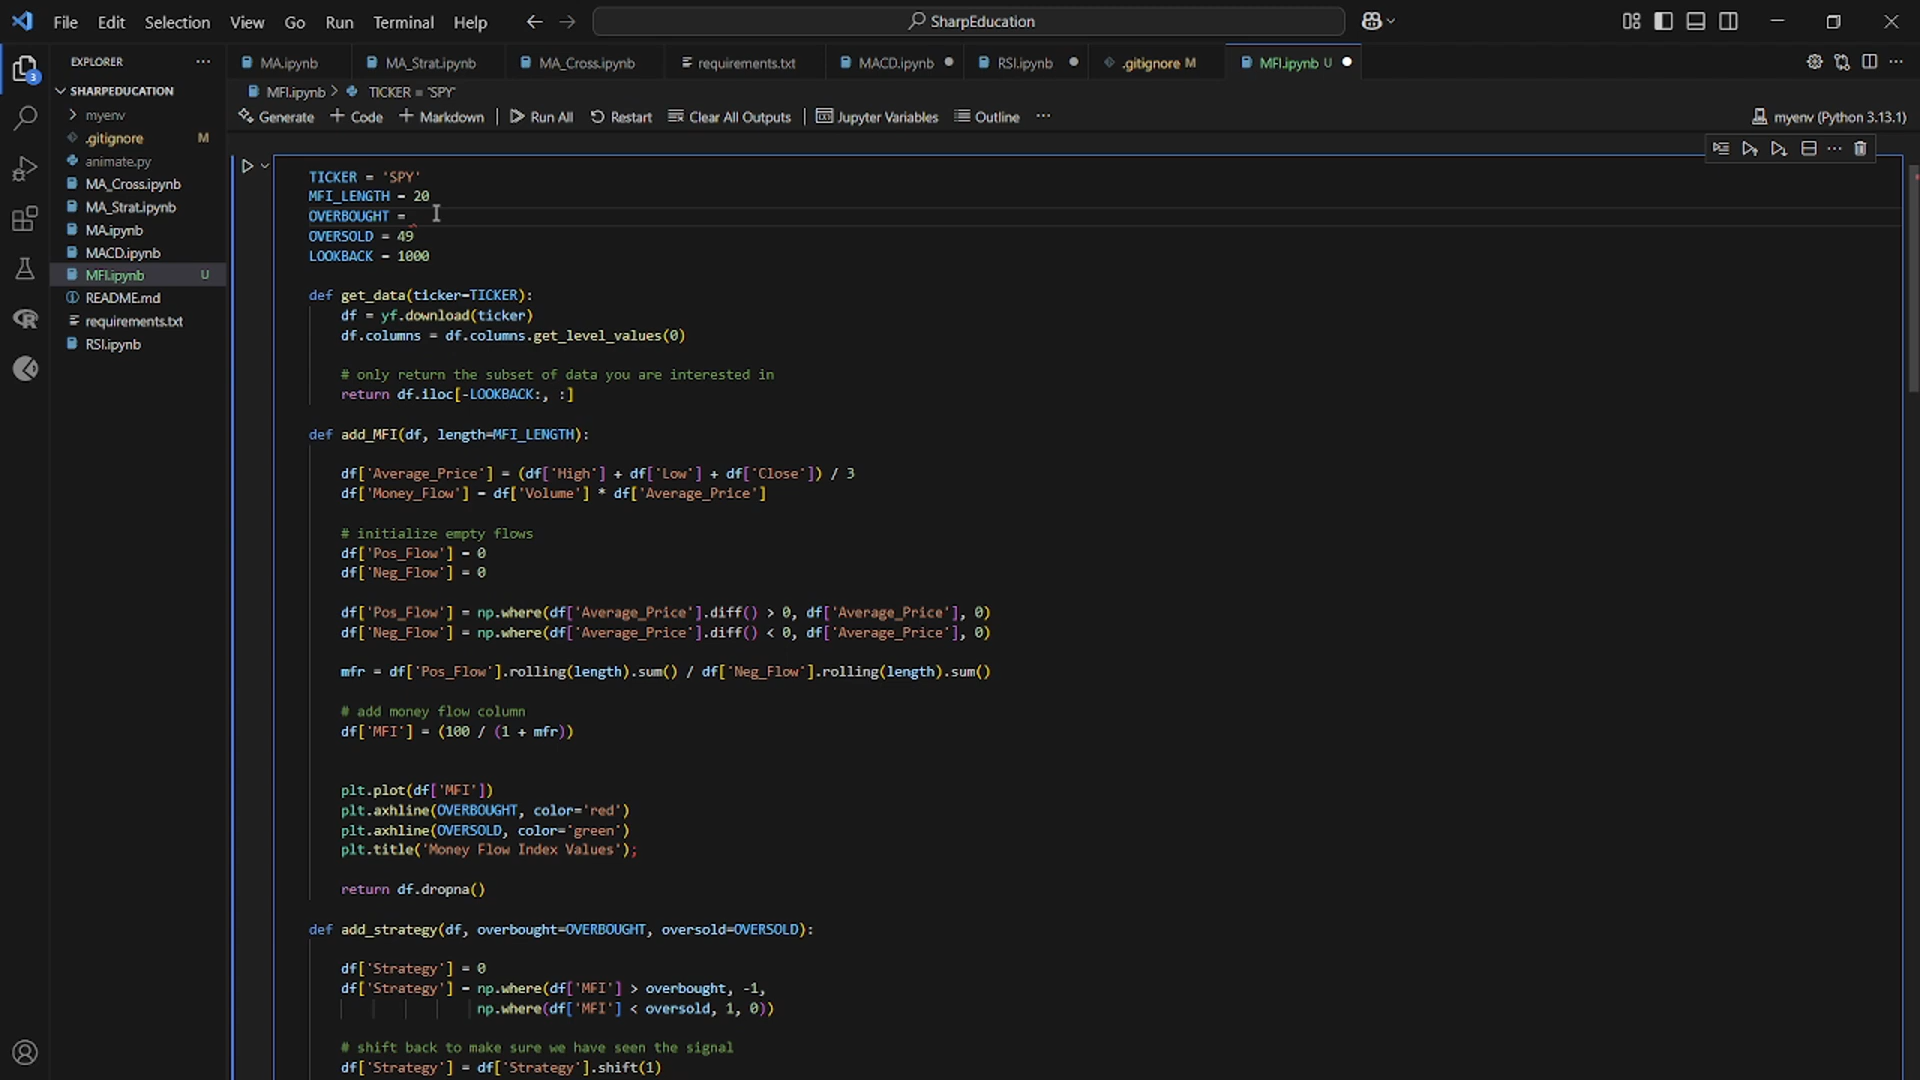 File Edit Selection View Go Run Terminal Help
SharpEducation
EXPLORER
MA.ipynb
MA_Strat.ipynb
MA_Cross.ipynb
requirements.txt
MACD.ipynb
RSI.ipynb
.gitignore M
MFI.ipynb U
3
SHARPEDUCATION
MFI.ipynb > TICKER = 'SPY'
myenv
Generate + Code + Markdown Run All Restart Clear All Outputs Jupyter Variables Outline
myenv (Python 3.13.1)
.gitignore M
animate.py
MA_Cross.ipynb
MA_Strat.ipynb
MA.ipynb
MACD.ipynb
MFI.ipynb U
README.md
requirements.txt
RSI.ipynb
TICKER = 'SPY'
MFI_LENGTH = 20
OVERBOUGHT =
OVERSOLD = 49
LOOKBACK = 1000
def get_data(ticker=TICKER):
df = yf.download(ticker)
df.columns = df.columns.get_level_values(0)
# only return the subset of data you are interested in
return df.iloc[-LOOKBACK:, :]
def add_MFI(df, length=MFI_LENGTH):
df['Average_Price'] = (df['High'] + df['Low'] + df['Close']) / 3
df['Money_Flow'] = df['Volume'] * df['Average_Price']
# initialize empty flows
df['Pos_Flow'] = 0
df['Neg_Flow'] = 0
df['Pos_Flow'] = np.where(df['Average_Price'].diff() > 0, df['Average_Price'], 0)
df['Neg_Flow'] = np.where(df['Average_Price'].diff() < 0, df['Average_Price'], 0)
mfr = df['Pos_Flow'].rolling(length).sum() / df['Neg_Flow'].rolling(length).sum()
# add money flow column
df['MFI'] = (100 / (1 + mfr))
plt.plot(df['MFI'])
plt.axhline(OVERBOUGHT, color='red')
plt.axhline(OVERSOLD, color='green')
plt.title('Money Flow Index Values');
return df.dropna()
def add_strategy(df, overbought=OVERBOUGHT, oversold=OVERSOLD):
df['Strategy'] = 0
df['Strategy'] = np.where(df['MFI'] > overbought, -1,
np.where(df['MFI'] < oversold, 1, 0))
# shift back to make sure we have seen the signal
df['Strategy'] = df['Strategy'].shift(1)